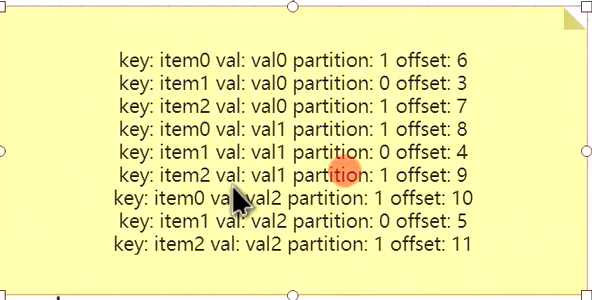 key: item0 val: val0 partition: 1 offset: 6
key: item1 val: val0 partition: 0 offset: 3
key: item2 val: val0 partition: 1 offset: 7
key: item0 val: val1 partition: 1 offset: 8
key: item1 val: val1 partition: 0 offset: 4
key: item2 val: val1 partition: 1 offset: 9
key: item0 val: val2 partition: 1 offset: 10
key: item1 val: val2 partition: 0 offset: 5
key: item2 val: val2 partition: 1 offset: 11